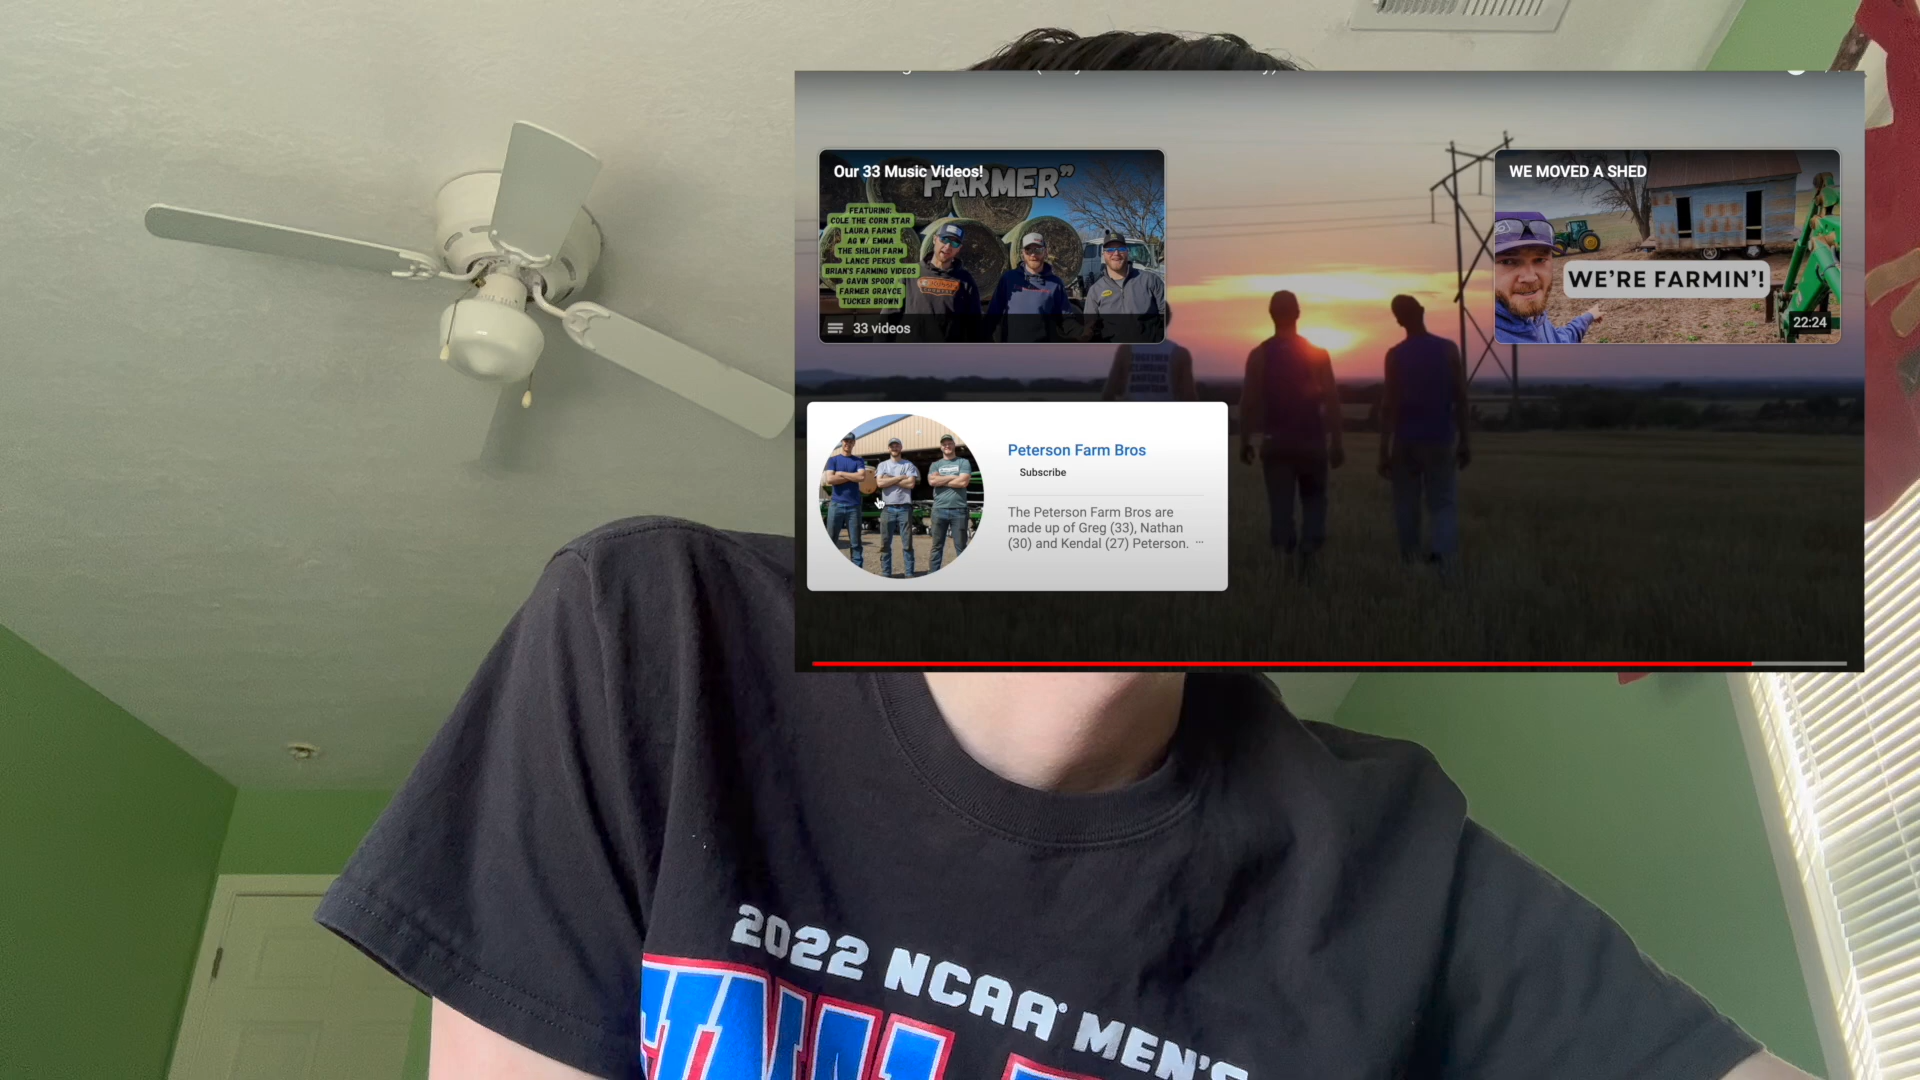 Our 33 Music Videos!
FARMER”
FEATURING:
COLE THE CORN STAR
LAURA FARMS
AG W/ EMMA
THE SHILOH FARM
LANCE PEKUS
BRIAN'S FARMING VIDEOS
GAVIN SPOOR
FARMER GRAYCE
TUCKER BROWN
33 videos
WE MOVED A SHED
WE'RE FARMIN'!
22:24
Peterson Farm Bros
Subscribe
The Peterson Farm Bros are
made up of Greg (33), Nathan
(30) and Kendal (27) Peterson. ...
2022 NCAA® MEN'S